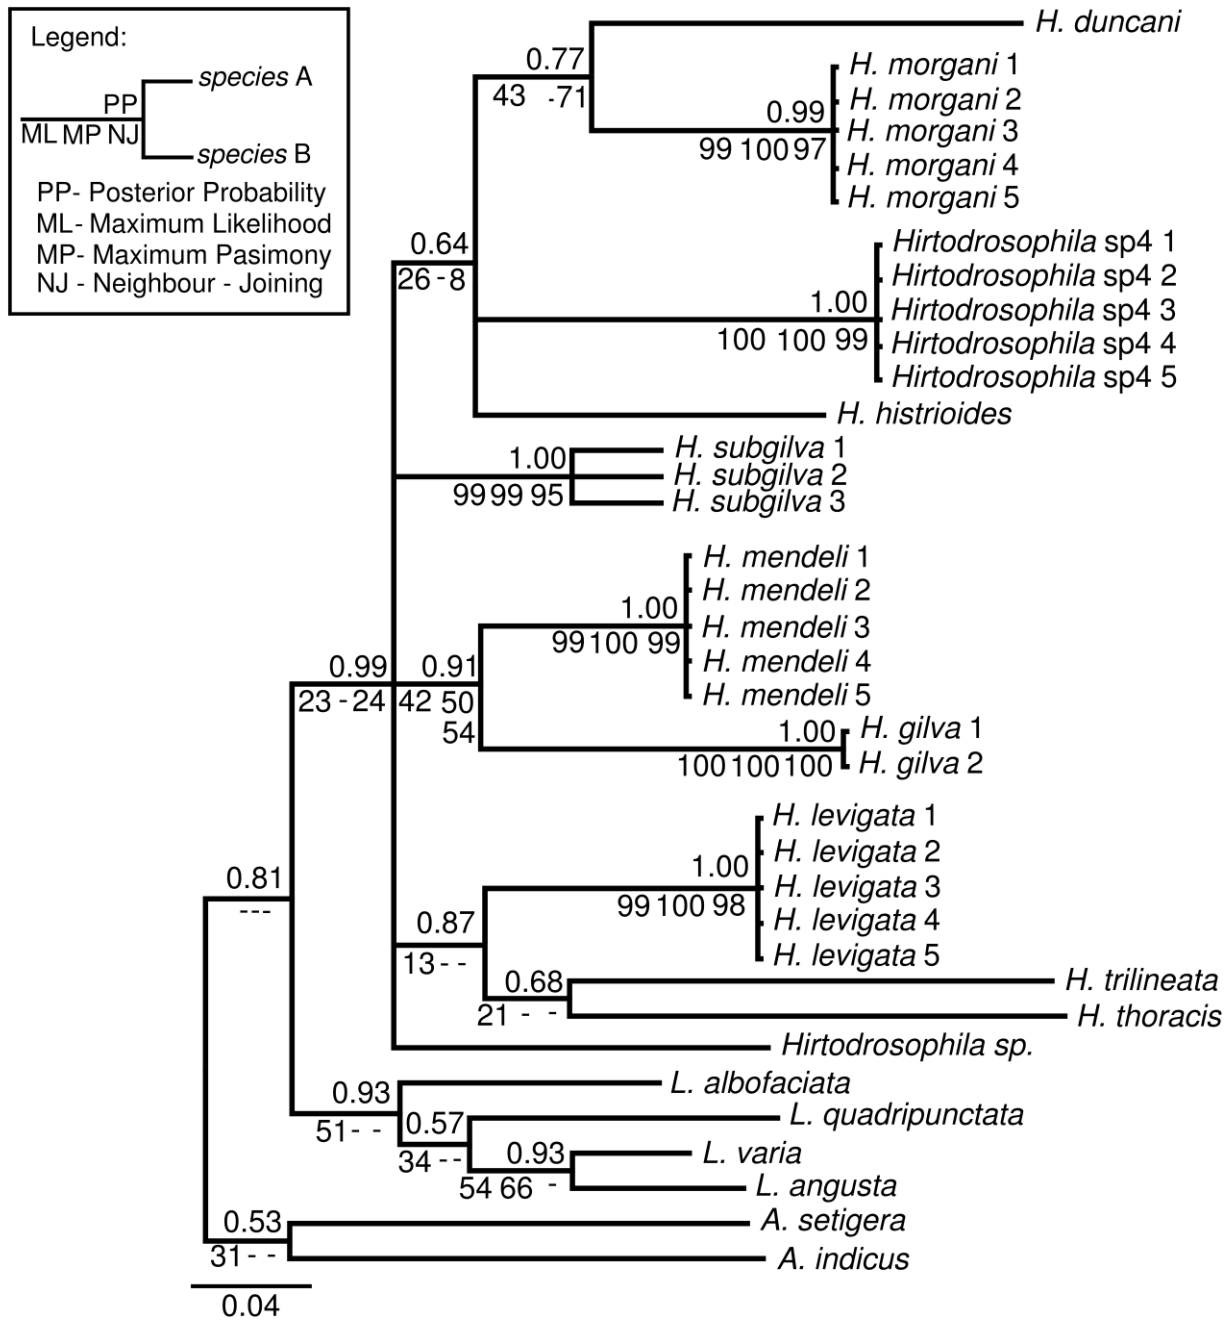 Legend:
species A
PP
ML MP NJ
species B
PP- Posterior Probability
ML- Maximum Likelihood
MP- Maximum Pasimony
NJ - Neighbour - Joining
H. duncani
0.77
43 -71
H. morgani 1
H. morgani 2
0.99
H. morgani 3
99 100 97
H. morgani 4
H. morgani 5
0.64
26 - 8
Hirtodrosophila sp4 1
Hirtodrosophila sp4 2
1.00
Hirtodrosophila sp4 3
100 100 99
Hirtodrosophila sp4 4
Hirtodrosophila sp4 5
H. histrioides
H. subgilva 1
1.00
H. subgilva 2
99 99 95
H. subgilva 3
H. mendeli 1
H. mendeli 2
1.00
H. mendeli 3
99 100 99
H. mendeli 4
H. mendeli 5
0.99
23 - 24
0.91
42 50
54
H. gilva 1
1.00
H. gilva 2
100 100 100
H. levigata 1
H. levigata 2
1.00
H. levigata 3
99 100 98
H. levigata 4
H. levigata 5
0.81
---
0.87
13 - -
0.68
21 - -
H. trilineata
H. thoracis
Hirtodrosophila sp.
0.93
51 - -
L. albofaciata
0.57
34 - -
L. quadripunctata
0.93
54 66 -
L. varia
L. angusta
0.53
31 - -
A. setigera
A. indicus
0.04